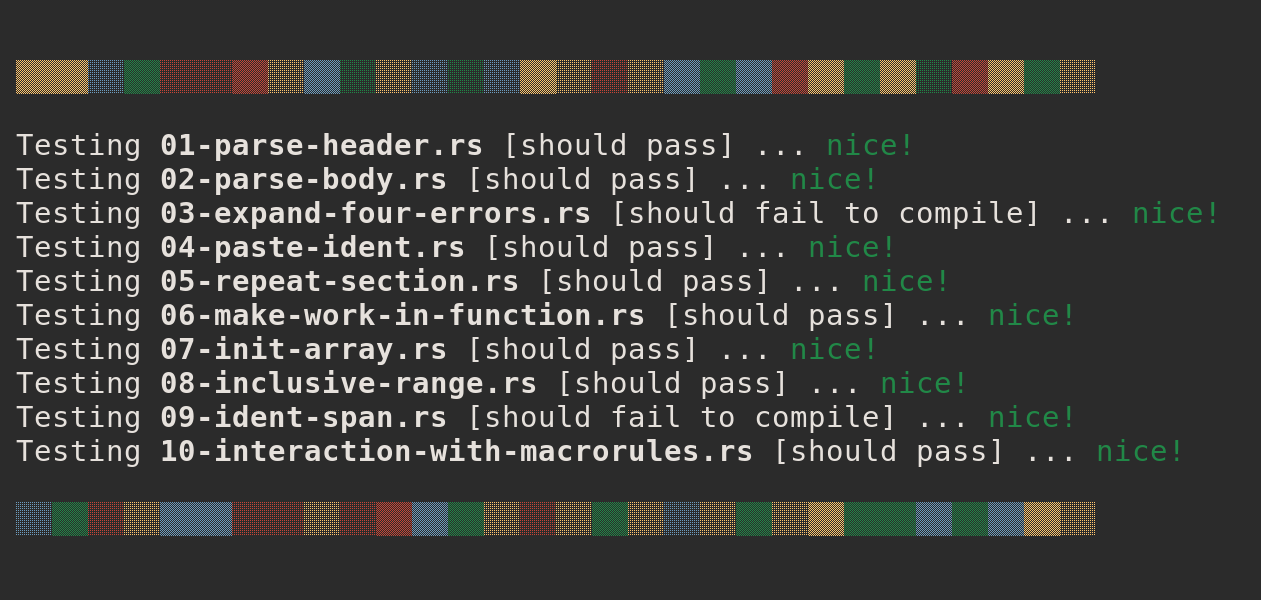 Testing 01-parse-header.rs [should pass] ... nice!
Testing 02-parse-body.rs [should pass] ... nice!
Testing 03-expand-four-errors.rs [should fail to compile] ... nice!
Testing 04-paste-ident.rs [should pass] ... nice!
Testing 05-repeat-section.rs [should pass] ... nice!
Testing 06-make-work-in-function.rs [should pass] ... nice!
Testing 07-init-array.rs [should pass] ... nice!
Testing 08-inclusive-range.rs [should pass] ... nice!
Testing 09-ident-span.rs [should fail to compile] ... nice!
Testing 10-interaction-with-macrorules.rs [should pass] ... nice!